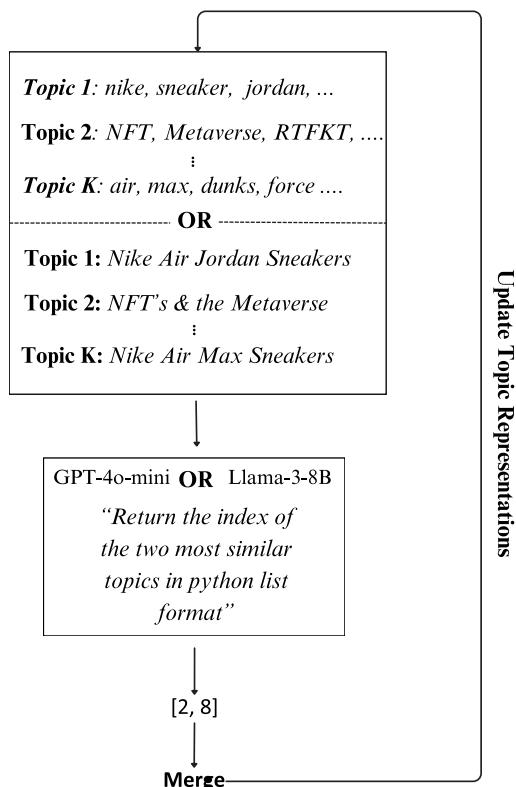 Topic 1: nike, sneaker, jordan, ...
Topic 2: NFT, Metaverse, RTFKT, ....
⋮
Topic K: air, max, dunks, force ....
OR
Topic 1: Nike Air Jordan Sneakers
Topic 2: NFT's & the Metaverse
⋮
Topic K: Nike Air Max Sneakers
GPT-4o-mini OR Llama-3-8B
“Return the index of
the two most similar
topics in python list
format”
[2, 8]
Merge
Update Topic Representations